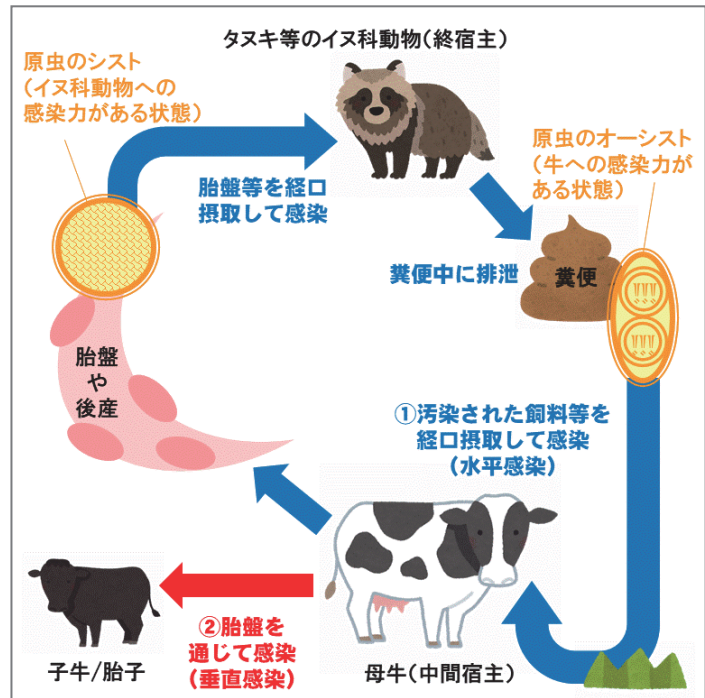 タヌキ等のイヌ科動物(終宿主)
原虫のシスト
(イヌ科動物への
感染力がある状態)
原虫のオーシスト
(牛への感染力が
ある状態)
胎盤等を経口
摂取して感染
糞便中に排泄
糞便
胎盤
や
後産
①汚染された飼料等を
経口摂取して感染
(水平感染)
②胎盤を
通じて感染
(垂直感染)
子牛/胎子
母牛(中間宿主)